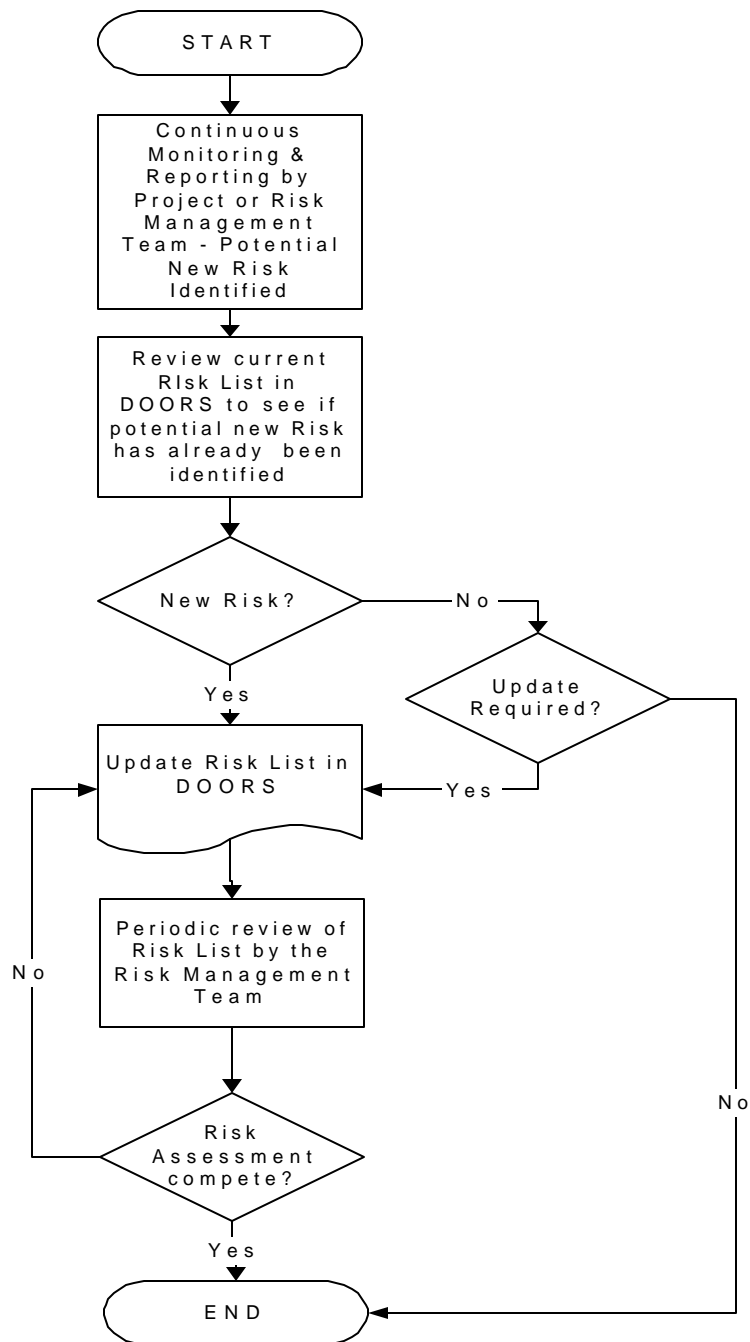 START
Continuous
Monitoring &
Reporting by
Project or Risk
Management
Team - Potential
New Risk
Identified
Review current
RIsk List in
DOORS to see if
potential new Risk
has already been
identified
New Risk?
No
Yes
Update
Required?
Update Risk List in
DOORS
Yes
Periodic review of
Risk List by the
Risk Management
Team
No
No
Risk
Assessment
compete?
Yes
END